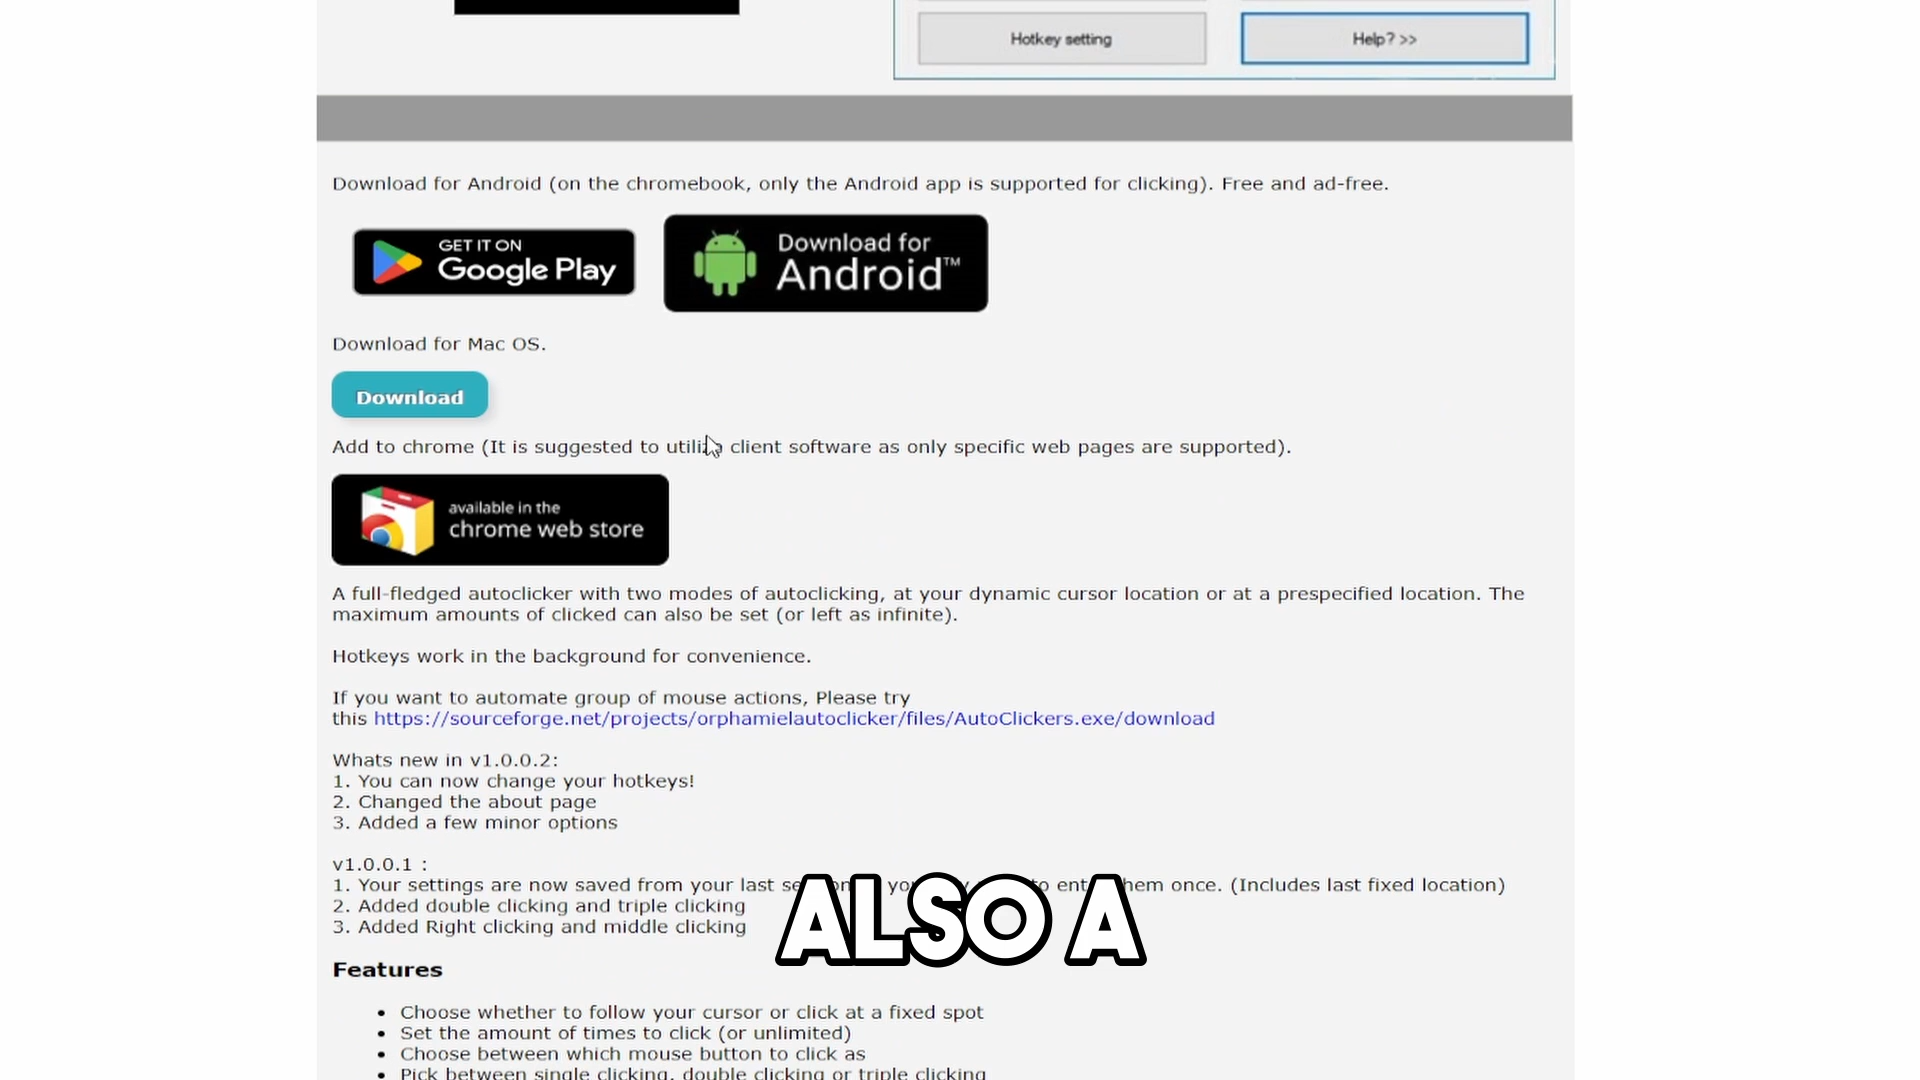 Hotkey setting
Help? >>
Download for Android (on the chromebook, only the Android app is supported for clicking). Free and ad-free.
GET IT ON
Google Play
Download for
Android™
Download for Mac OS.
Download
Add to chrome (It is suggested to utilize client software as only specific web pages are supported).
available in the
chrome web store
A full-fledged autoclicker with two modes of autoclicking, at your dynamic cursor location or at a prespecified location. The
maximum amounts of clicked can also be set (or left as infinite).
Hotkeys work in the background for convenience.
If you want to automate group of mouse actions, Please try
this https://sourceforge.net/projects/orphamielautoclicker/files/AutoClickers.exe/download
Whats new in v1.0.0.2:
1. You can now change your hotkeys!
2. Changed the about page
3. Added a few minor options
v1.0.0.1 :
1. Your settings are now saved from your last once. (Includes last fixed location)
2. Added double clicking and triple clicking
3. Added Right clicking and middle clicking
ALSO A
Features
• Choose whether to follow your cursor or click at a fixed spot
• Set the amount of times to click (or unlimited)
• Choose between which mouse button to click as
• Pick between single clicking, double clicking or triple clicking